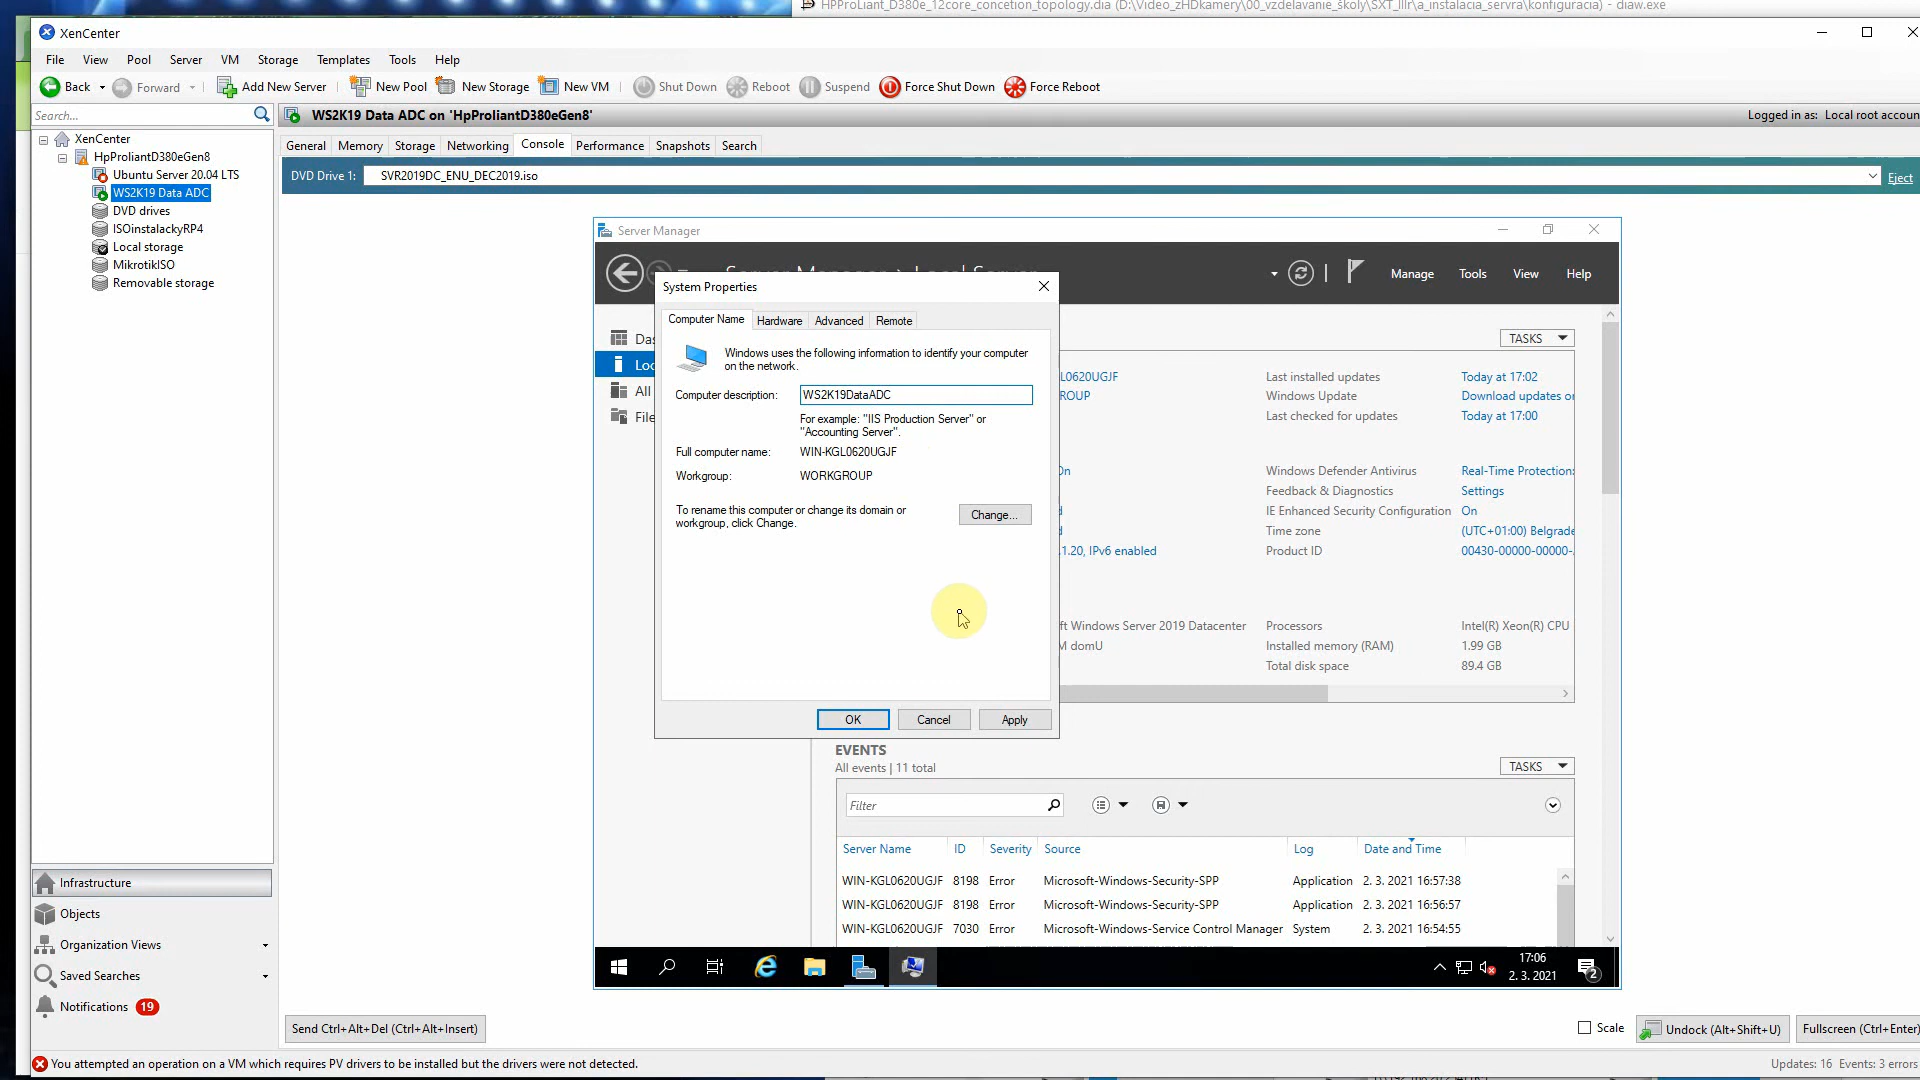 HPProLiant_D380e_12core_concetion_topology.dia (D:\Video_zHDkamery\00_vzdelavanie_školy\SXT_IIIr\a_instalacia_servra\konfiguracia) - diaw.exe
XenCenter
File View Pool Server VM Storage Templates Tools Help
Back Forward Add New Server New Pool New Storage New VM Shut Down Reboot Suspend Force Shut Down Force Reboot
Search...
WS2K19 Data ADC on 'HpProliantD380eGen8'
Logged in as: Local root accoun
XenCenter
HpProliantD380eGen8
Ubuntu Server 20.04 LTS
WS2K19 Data ADC
DVD drives
ISOinstalackyRP4
Local storage
MikrotikISO
Removable storage
General Memory Storage Networking Console Performance Snapshots Search
DVD Drive 1: SVR2019DC_ENU_DEC2019.iso Eject
Server Manager
Manage Tools View Help
Das
Loc
All
File
System Properties
Computer Name Hardware Advanced Remote
Windows uses the following information to identify your computer
on the network.
Computer description: WS2K19DataADC
For example: "IIS Production Server" or
"Accounting Server".
Full computer name: WIN-KGL0620UGJF
Workgroup: WORKGROUP
To rename this computer or change its domain or
workgroup, click Change.
Change...
OK Cancel Apply
TASKS
L0620UGJF Last installed updates Today at 17:02
ROUP Windows Update Download updates or
Last checked for updates Today at 17:00
On Windows Defender Antivirus Real-Time Protection:
Feedback & Diagnostics Settings
d IE Enhanced Security Configuration On
d Time zone (UTC+01:00) Belgrade
.1.20, IPv6 enabled Product ID 00430-00000-00000-
ft Windows Server 2019 Datacenter Processors Intel(R) Xeon(R) CPU
M domU Installed memory (RAM) 1.99 GB
Total disk space 89.4 GB
EVENTS
All events | 11 total
TASKS
Filter
Server Name ID Severity Source Log Date and Time
WIN-KGL0620UGJF 8198 Error Microsoft-Windows-Security-SPP Application 2. 3. 2021 16:57:38
WIN-KGL0620UGJF 8198 Error Microsoft-Windows-Security-SPP Application 2. 3. 2021 16:56:57
WIN-KGL0620UGJF 7030 Error Microsoft-Windows-Service Control Manager System 2. 3. 2021 16:54:55
17:06
2. 3. 2021
2
Infrastructure
Objects
Organization Views
Saved Searches
Notifications 19
Send Ctrl+Alt+Del (Ctrl+Alt+Insert)
Scale Undock (Alt+Shift+U) Fullscreen (Ctrl+Enter)
You attempted an operation on a VM which requires PV drivers to be installed but the drivers were not detected.
Updates: 16 Events: 3 errors